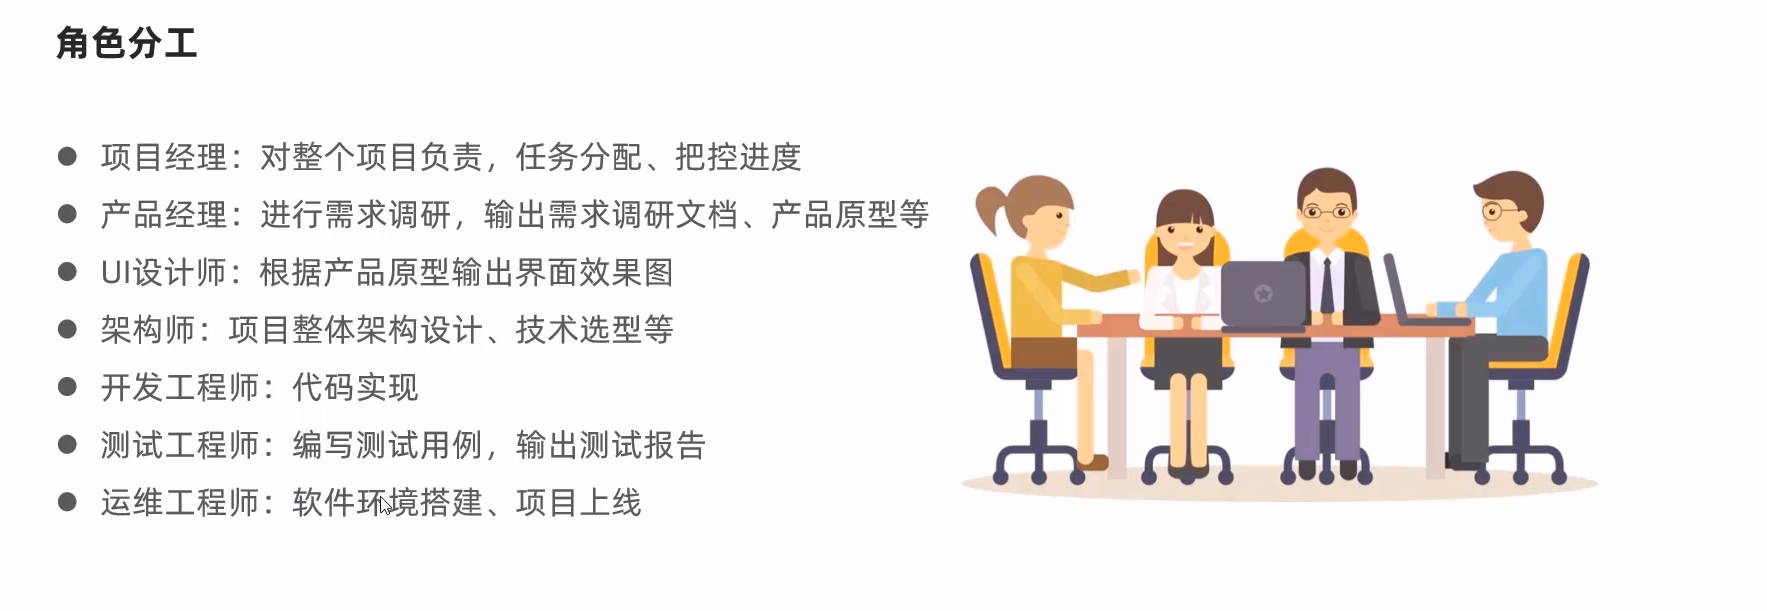 角色分工
项目经理：对整个项目负责，任务分配、把控进度
产品经理：进行需求调研，输出需求调研文档、产品原型等
UI设计师：根据产品原型输出界面效果图
架构师：项目整体架构设计、技术选型等
开发工程师：代码实现
测试工程师：编写测试用例，输出测试报告
运维工程师：软件环境搭建、项目上线